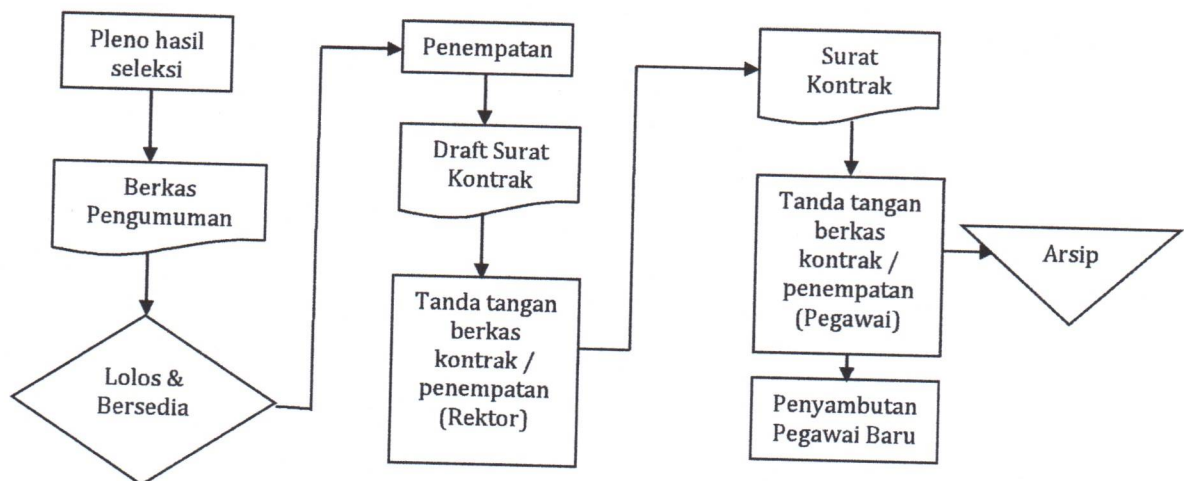 Pleno hasil
seleksi
Berkas
Pengumuman
Lolos &
Bersedia
Penempatan
Draft Surat
Kontrak
Tanda tangan
berkas
kontrak /
penempatan
(Rektor)
Surat
Kontrak
Tanda tangan
berkas
kontrak /
penempatan
(Pegawai)
Arsip
Penyambutan
Pegawai Baru